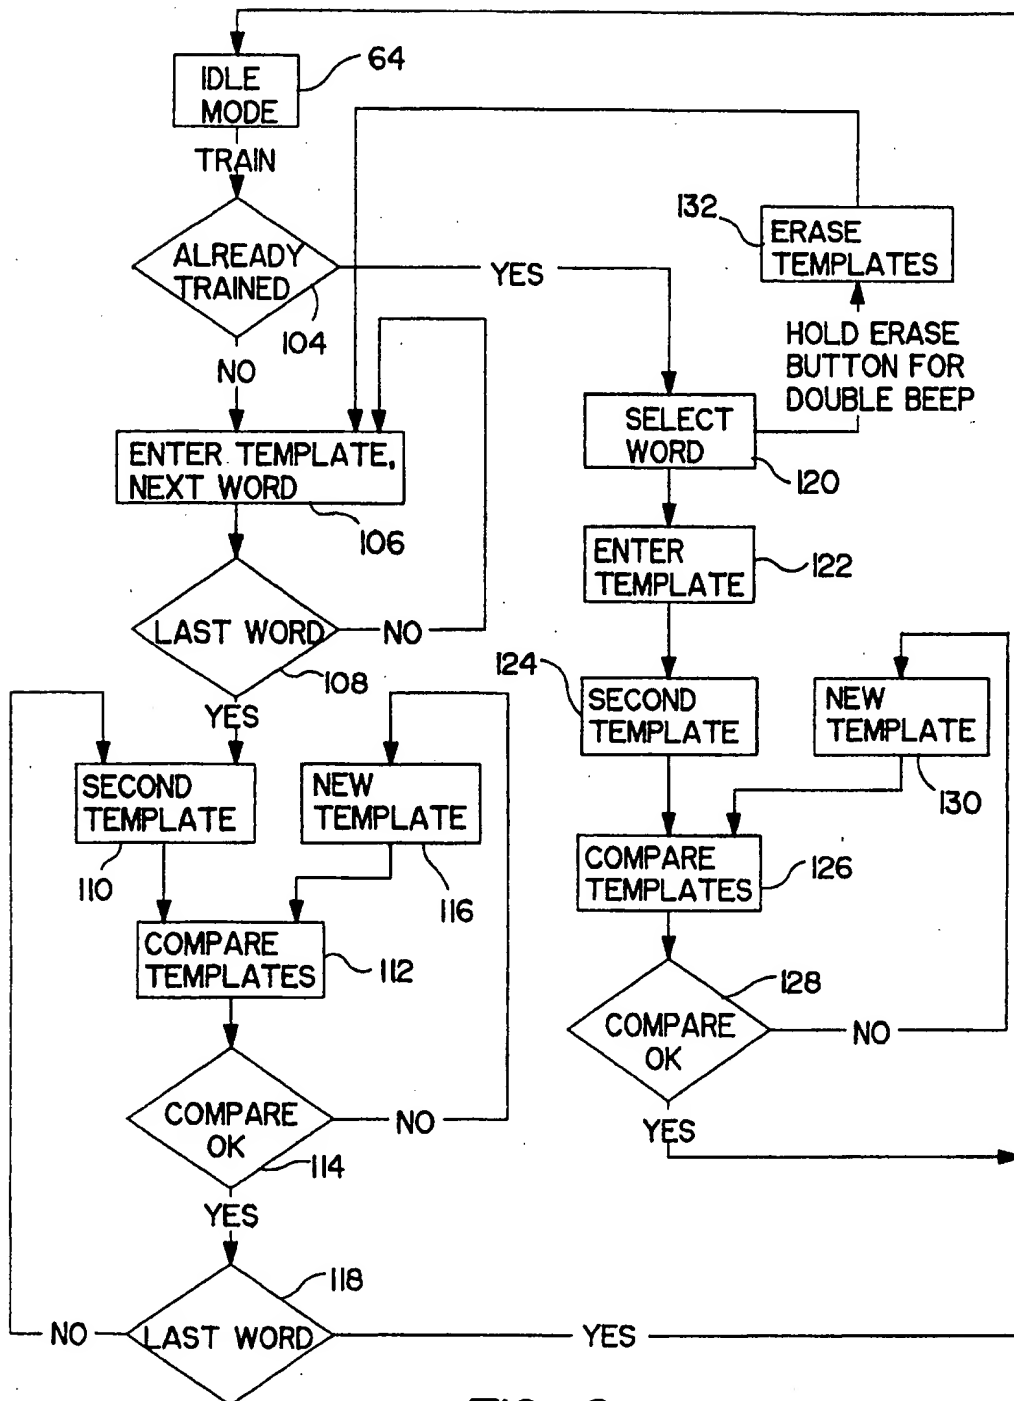 IDLE
MODE
64
TRAIN
ALREADY
TRAINED
104
YES
NO
ENTER TEMPLATE,
NEXT WORD
106
LAST WORD
NO
108
YES
SECOND
TEMPLATE
110
NEW
TEMPLATE
116
COMPARE
TEMPLATES
112
COMPARE
OK
NO
114
YES
118
LAST WORD
NO
YES
132
ERASE
TEMPLATES
HOLD ERASE
BUTTON FOR
DOUBLE BEEP
SELECT
WORD
120
ENTER
TEMPLATE
122
124
SECOND
TEMPLATE
NEW
TEMPLATE
130
COMPARE
TEMPLATES
126
128
COMPARE
OK
NO
YES